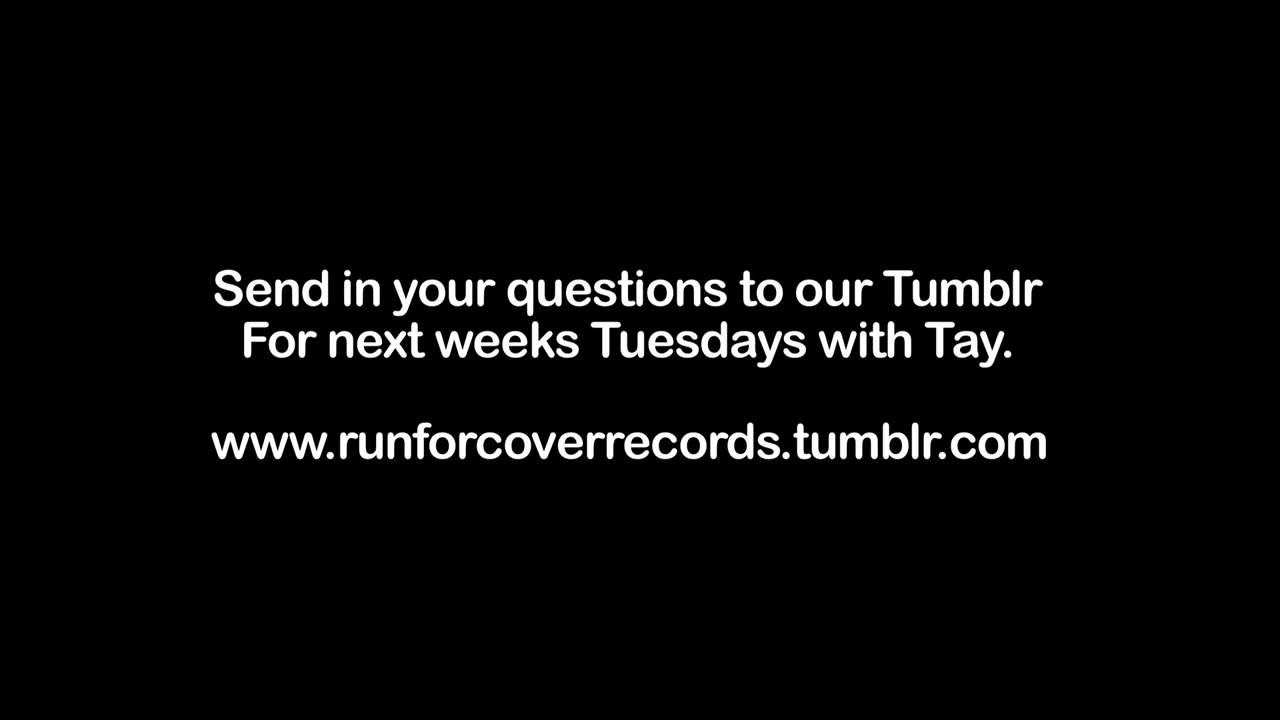 Send in your questions to our Tumblr
For next weeks Tuesdays with Tay.
www.runforcoverrecords.tumblr.com